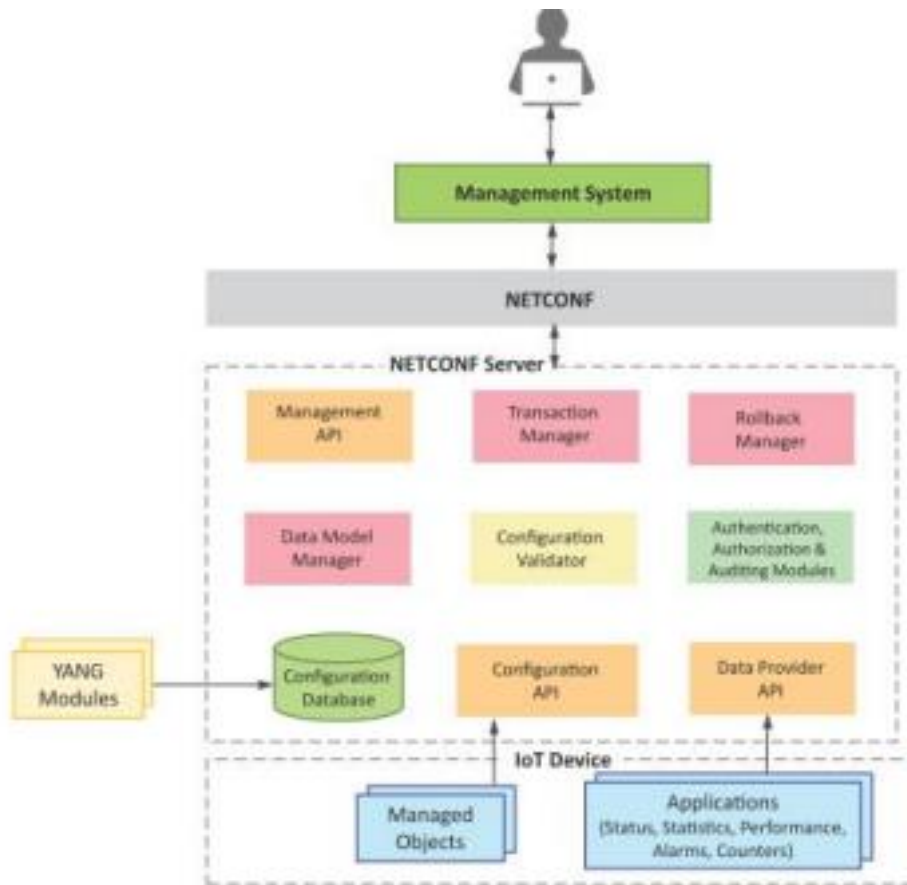 Management System
NETCONF
NETCONF Server
Management
API
Transaction
Manager
Rollback
Manager
Data Model
Manager
Configuration
Validator
Authentication,
Authorization &
Auditing Modules
YANG
Modules
Configuration
Database
Configuration
API
Data Provider
API
IoT Device
Managed
Objects
Applications
(Status, Statistics, Performance,
Alarms, Counters)